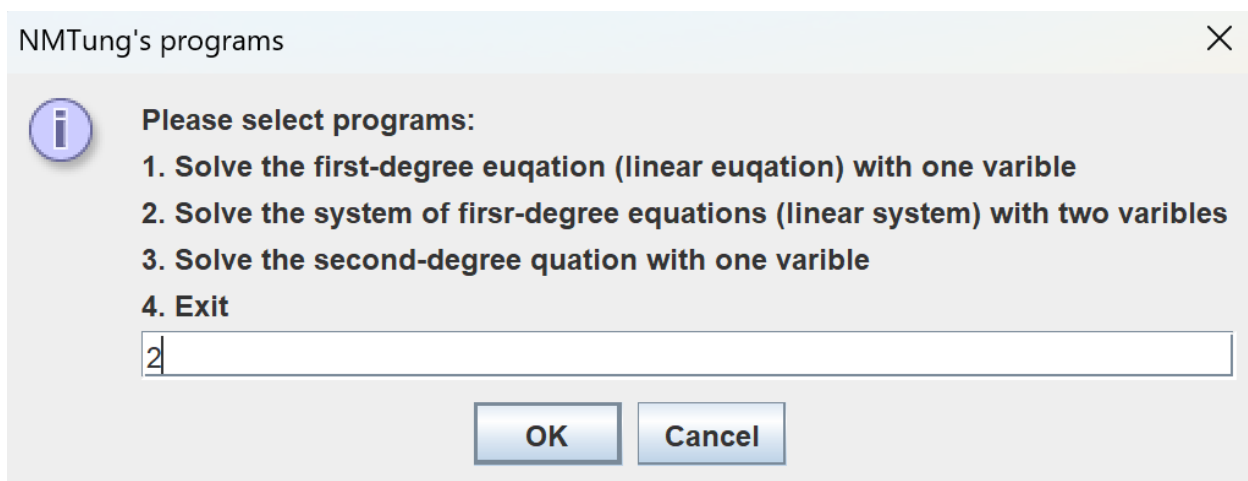 NMTung's programs
Please select programs:
1. Solve the first-degree euqation (linear euqation) with one varible
2. Solve the system of firsr-degree equations (linear system) with two varibles
3. Solve the second-degree quation with one varible
4. Exit
2
OK Cancel